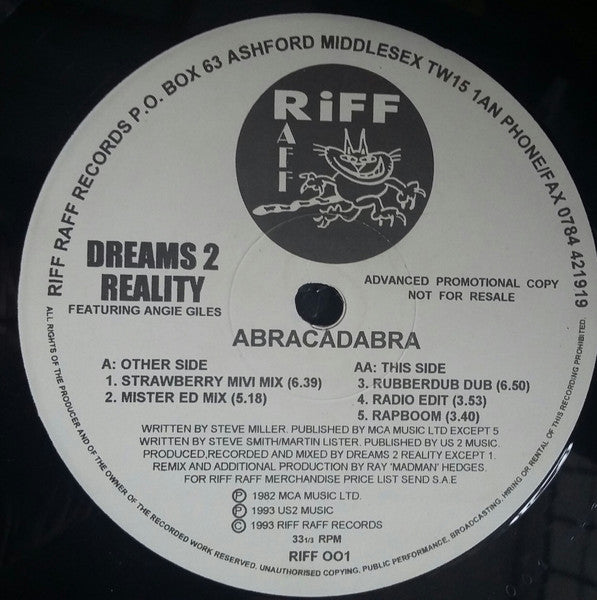 RIFF RAFF RECORDS P.O. BOX 63 ASHFORD MIDDLESEX TW15 1AN PHONE/FAX 0784 421919
RiFF
RAFF
DREAMS 2
REALITY
FEATURING ANGIE GILES
ADVANCED PROMOTIONAL COPY
NOT FOR RESALE
ABRACADABRA
A: OTHER SIDE
1. STRAWBERRY MIVI MIX (6.39)
2. MISTER ED MIX (5.18)
AA: THIS SIDE
3. RUBBERDUB DUB (6.50)
4. RADIO EDIT (3.53)
5. RAPBOOM (3.40)
WRITTEN BY STEVE MILLER. PUBLISHED BY MCA MUSIC LTD EXCEPT 5
WRITTEN BY STEVE SMITH/MARTIN LISTER. PUBLISHED BY US 2 MUSIC.
PRODUCED,RECORDED AND MIXED BY DREAMS 2 REALITY EXCEPT 1.
REMIX AND ADDITIONAL PRODUCTION BY RAY 'MADMAN' HEDGES.
FOR RIFF RAFF MERCHANDISE PRICE LIST SEND S.A.E
Ⓟ 1982 MCA MUSIC LTD.
Ⓟ 1993 US2 MUSIC
© 1993 RIFF RAFF RECORDS
33 1/3 RPM
RIFF OO1
ALL RIGHTS OF THE PRODUCER AND OF THE OWNER OF THE RECORDED WORK RESERVED. UNAUTHORISED COPYING, PUBLIC PERFORMANCE, BROADCASTING, HIRING OR RENTAL OF THIS RECORDING PROHIBITED.